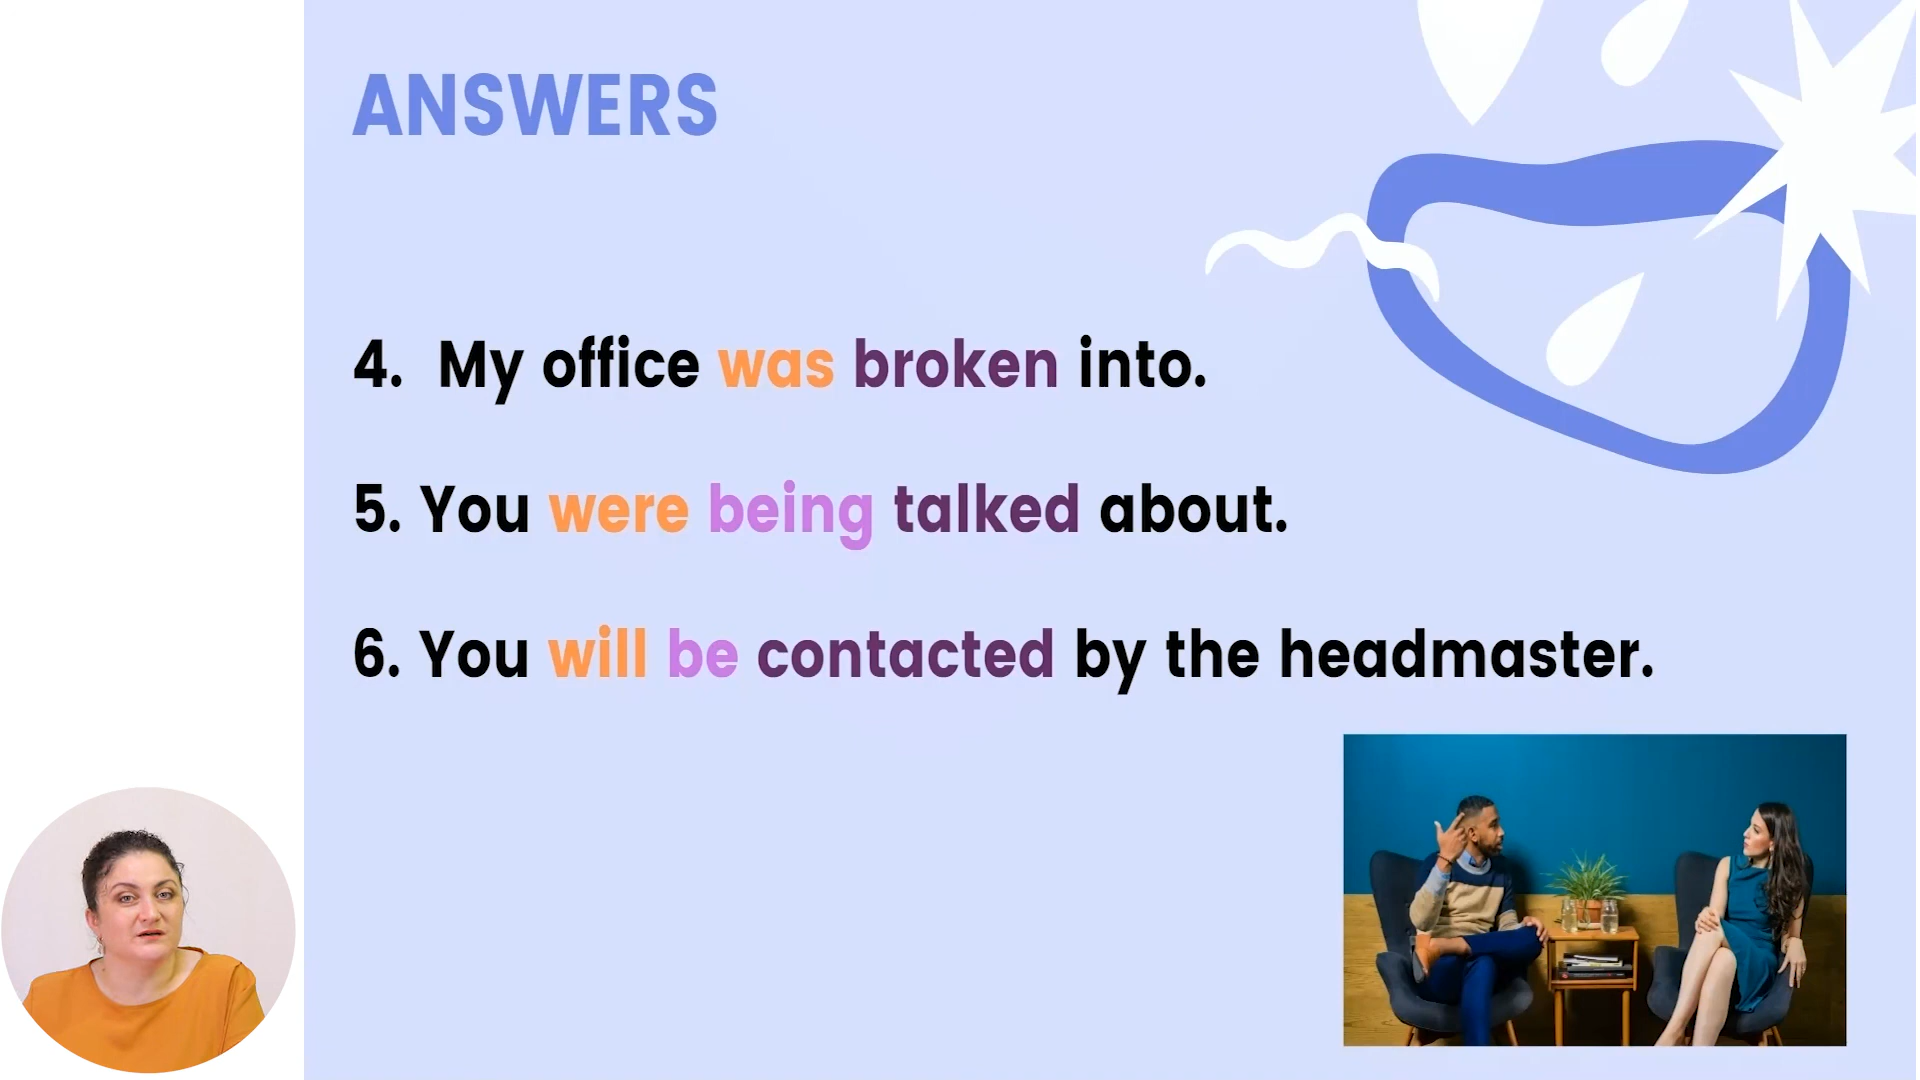 ANSWERS
4. My office was broken into.
5. You were being talked about.
6. You will be contacted by the headmaster.